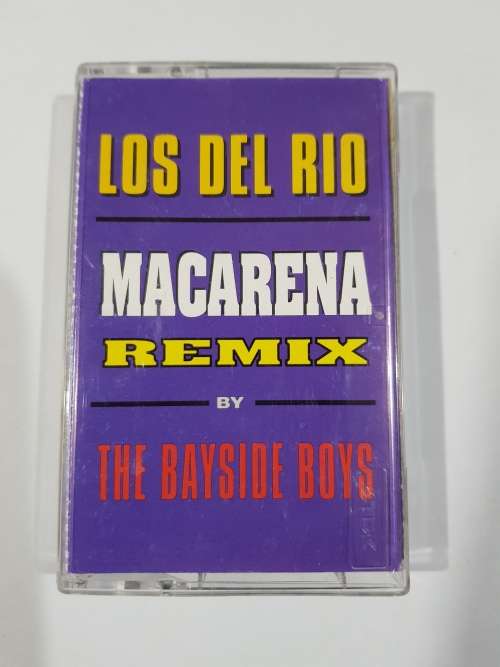 LOS DEL RIO
MACARENA
REMIX
BY
THE BAYSIDE BOYS